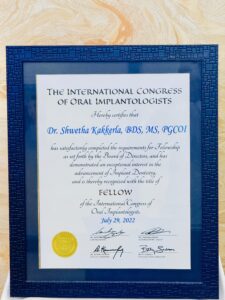 The International Congress
of Oral Implantologists
Hereby certifies that
Dr. Shwetha Kakkerla, BDS, MS, PGCOI
has satisfactorily completed the requirements for Fellowship
as set forth by the Board of Directors, and has
demonstrated an exceptional interest in the
advancement of Implant Dentistry,
and is thereby recognized with the title of
FELLOW
of the International Congress of
Oral Implantologists,
July 29, 2022